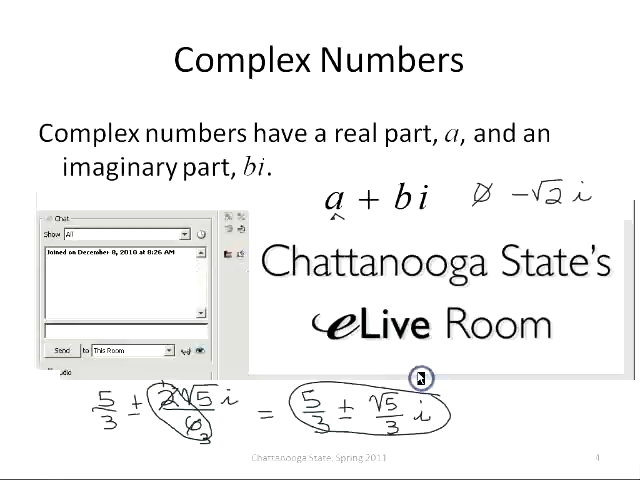 Complex Numbers
Complex numbers have a real part, a, and an
imaginary part, bi.
a + bi   0 −√2 i
Chat
Show All
Joined on December 8, 2010 at 8:26 AM
Send to This Room
Chattanooga State's
eLive Room
5/3 ± 2√5/6 3 i = 5/3 ± √5/3 i
Chattanooga State, Spring 2011
4